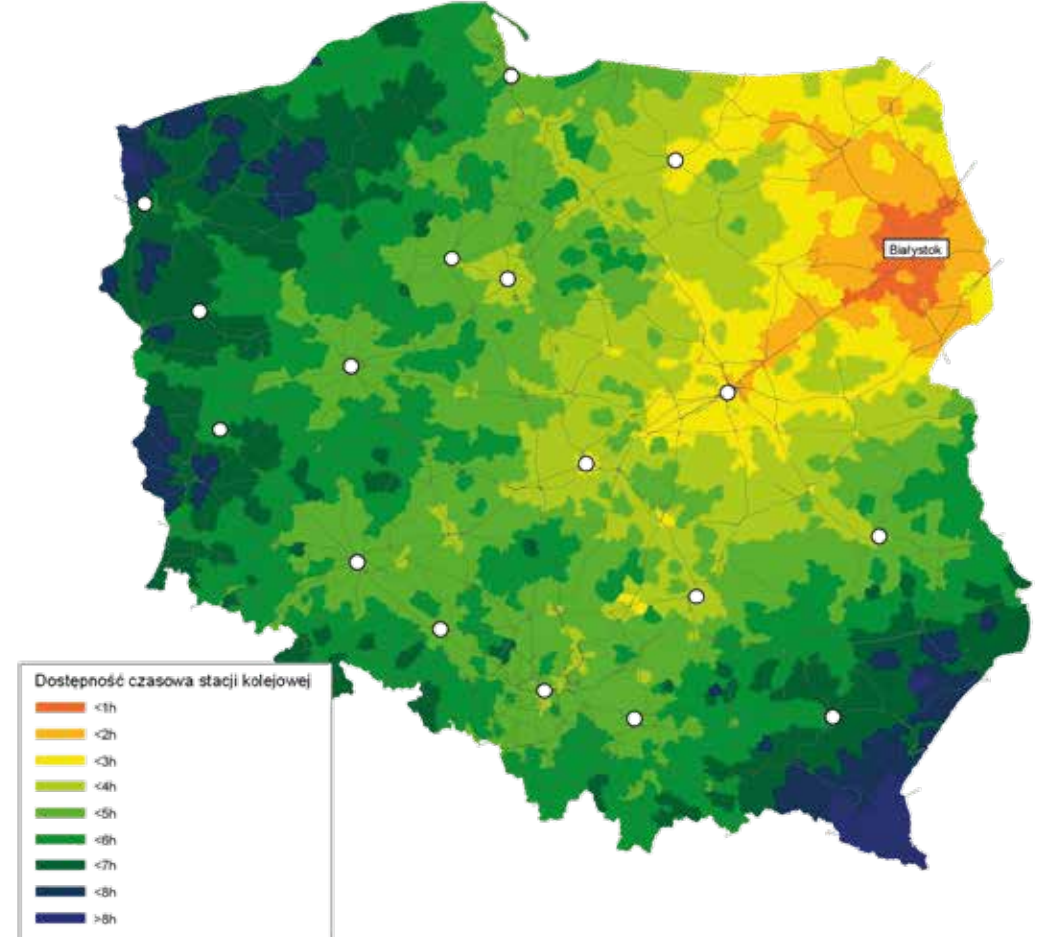 Białystok
Dostępność czasowa stacji kolejowej
<1h
<2h
<3h
<4h
<5h
<6h
<7h
<8h
>8h